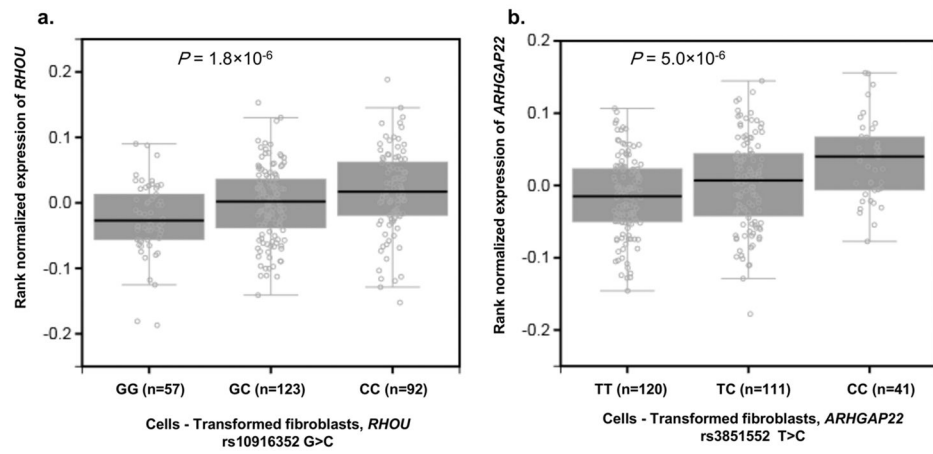 a.
P = 1.8×10-6
Rank normalized expression of RHOU
0.2
0.1
0.0
-0.1
-0.2
GG (n=57) GC (n=123) CC (n=92)
Cells - Transformed fibroblasts, RHOU
rs10916352 G>C
b.
P = 5.0×10-6
Rank normalized expression of ARHGAP22
0.2
0.1
0.0
-0.1
-0.2
TT (n=120) TC (n=111) CC (n=41)
Cells - Transformed fibroblasts, ARHGAP22
rs3851552 T>C